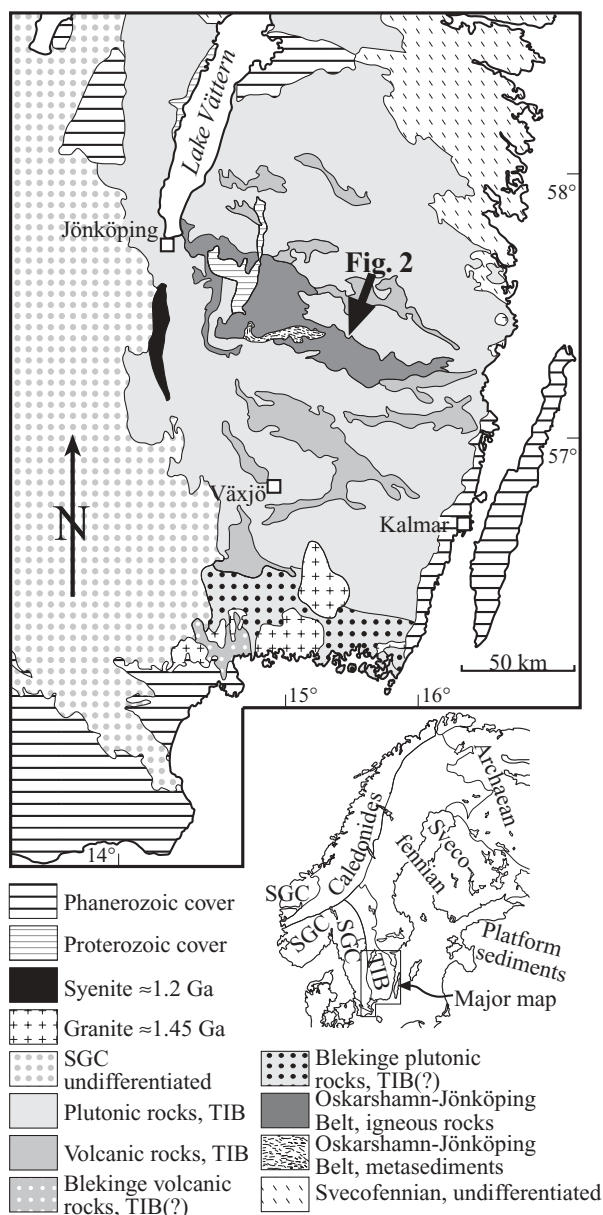 Lake Vättern
58°
Jönköping
Fig. 2
57°
Växjö
N
Kalmar
50 km
15°
16°
14°
Archaean
Caledonides
Sveco
fennian
SGC
SGC
SGC
TIB
Platform
sediments
Major map
Phanerozoic cover
Proterozoic cover
Syenite ≈1.2 Ga
Granite ≈1.45 Ga
SGC
undifferentiated
Plutonic rocks, TIB
Volcanic rocks, TIB
Blekinge volcanic
rocks, TIB(?)
Blekinge plutonic
rocks, TIB(?)
Oskarshamn-Jönköping
Belt, igneous rocks
Oskarshamn-Jönköping
Belt, metasediments
Svecofennian, undifferentiated